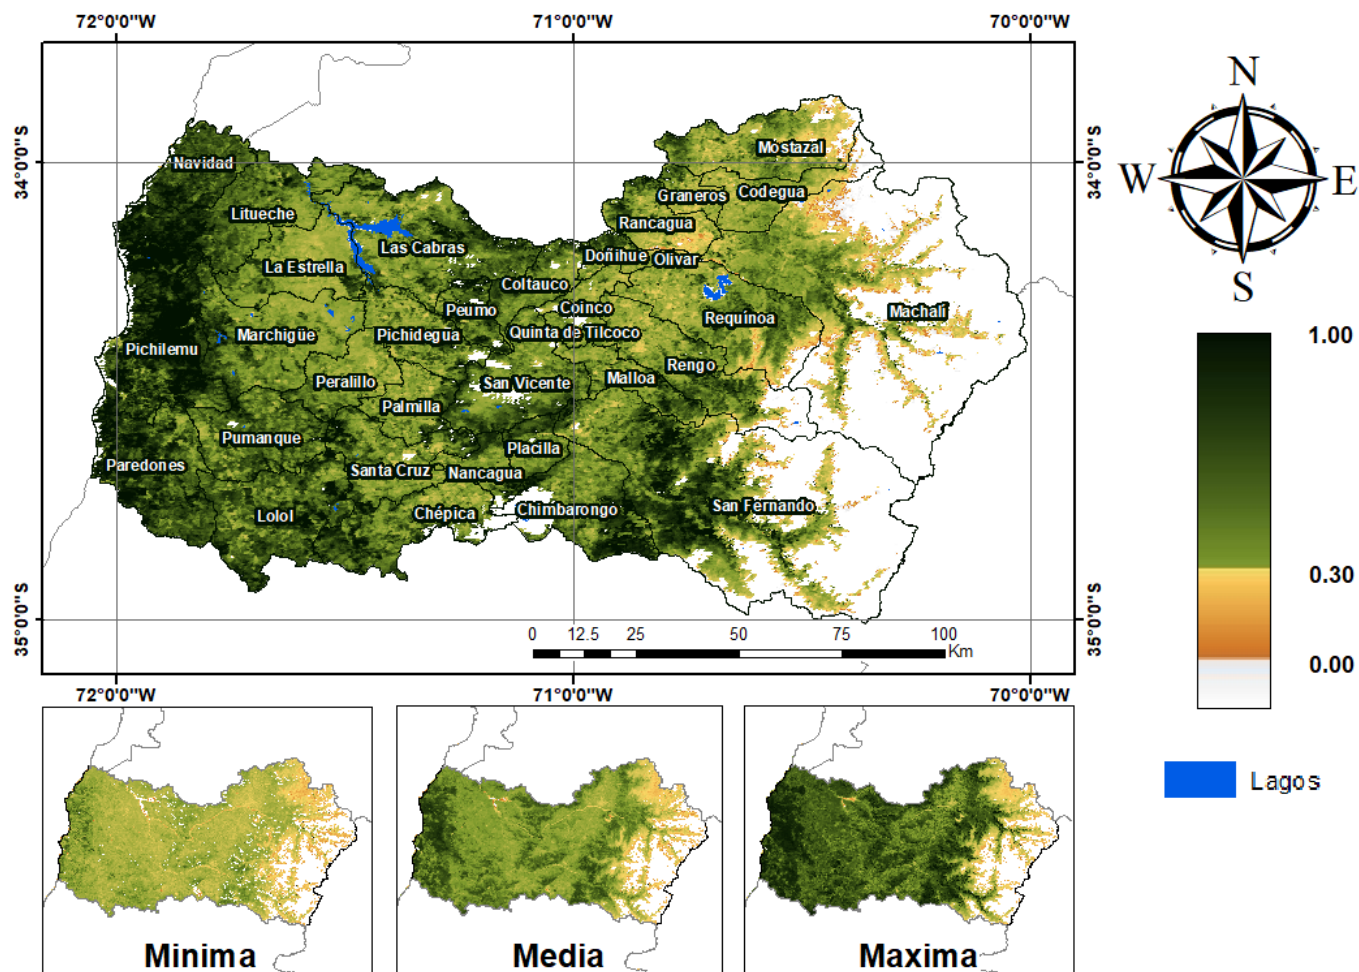 72°0'0"W 71°0'0"W 70°0'0"W
34°0'0"S
34°0'0"S
N
W E
S
Mostazal
Navidad
Graneros Codegua
Litueche
Rancagua
Las Cabras
Doñihue Olivar
La Estrella
Coltauco
Peumo Coinco
Machalí
Requínoa
Marchigüe Pichidegua Quinta de Tilcoco
Pichilemu
Rengo
Peralillo San Vicente Malloa
Palmilla
Pumanque
Placilla
Paredones
Santa Cruz Nancagua
San Fernando
Lolol Chépica Chimbarongo
35°0'0"S
35°0'0"S
0 12.5 25 50 75 100
Km
72°0'0"W 71°0'0"W 70°0'0"W
1.00
0.30
0.00
Lagos
Minima Media Maxima